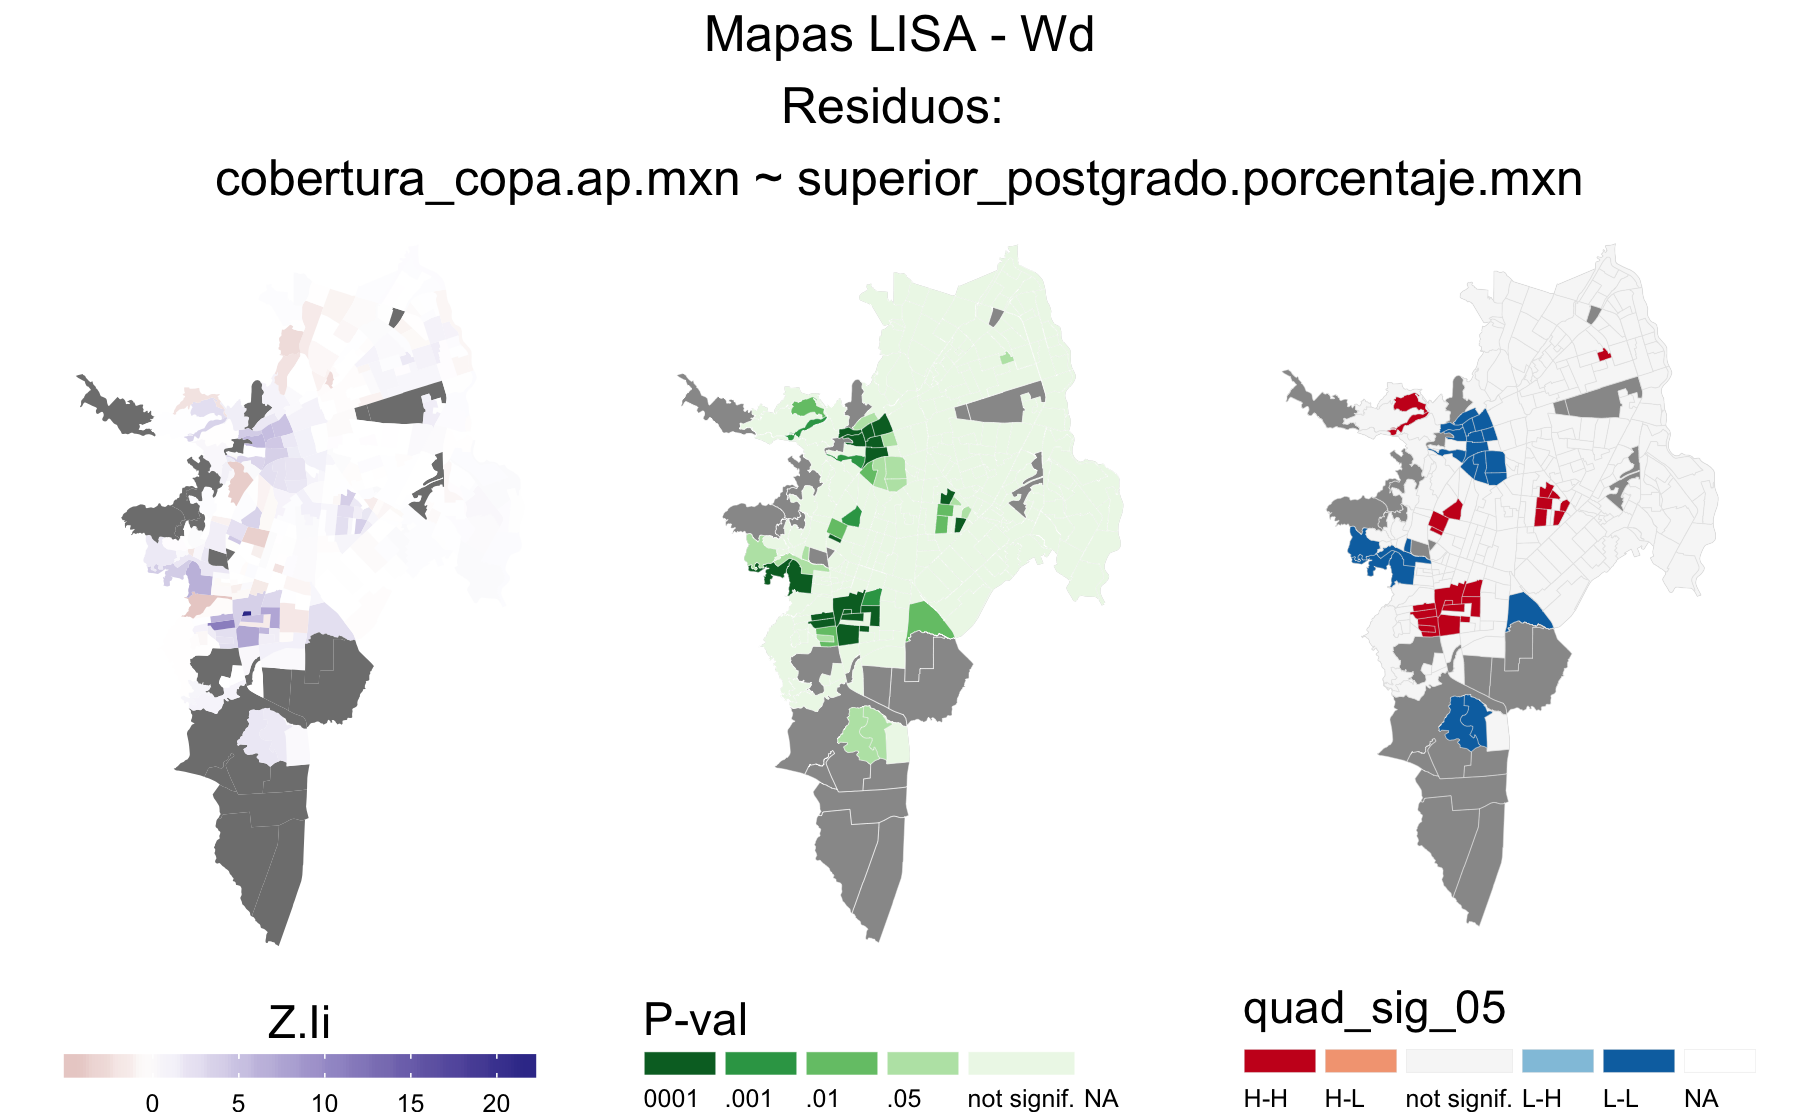 Mapas LISA - Wd
Residuos:
cobertura_copa.ap.mxn ~ superior_postgrado.porcentaje.mxn
Z.Ii
0 5 10 15 20
P-val
0001 .001 .01 .05 not signif. NA
quad_sig_05
H-H H-L not signif. L-H L-L NA